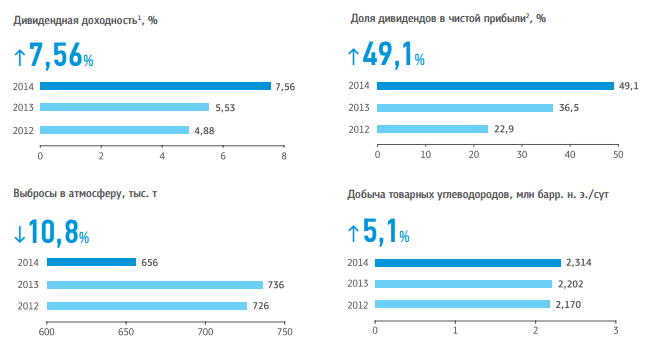 Дивидендная доходность¹, %
↑7,56%
2014 7,56
2013 5,53
2012 4,88
0 2 4 6 8
Доля дивидендов в чистой прибыли², %
↑49,1%
2014 49,1
2013 36,5
2012 22,9
0 10 20 30 40 50
Выбросы в атмосферу, тыс. т
↓10,8%
2014 656
2013 736
2012 726
600 650 700 750
Добыча товарных углеводородов, млн барр. н. э./сут
↑5,1%
2014 2,314
2013 2,202
2012 2,170
0 1 2 3